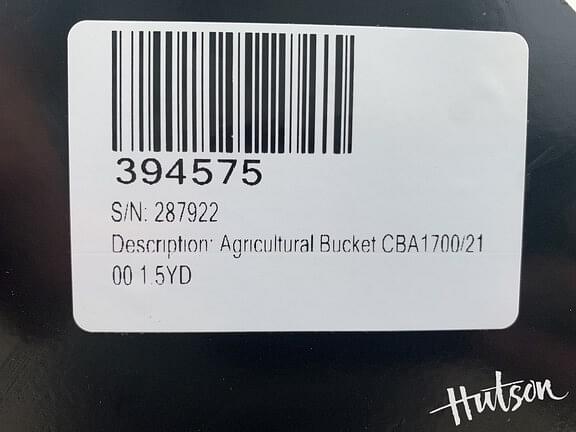 394575
S/N: 287922
Description: Agricultural Bucket CBA1700/21
00 1.5YD
Hutson